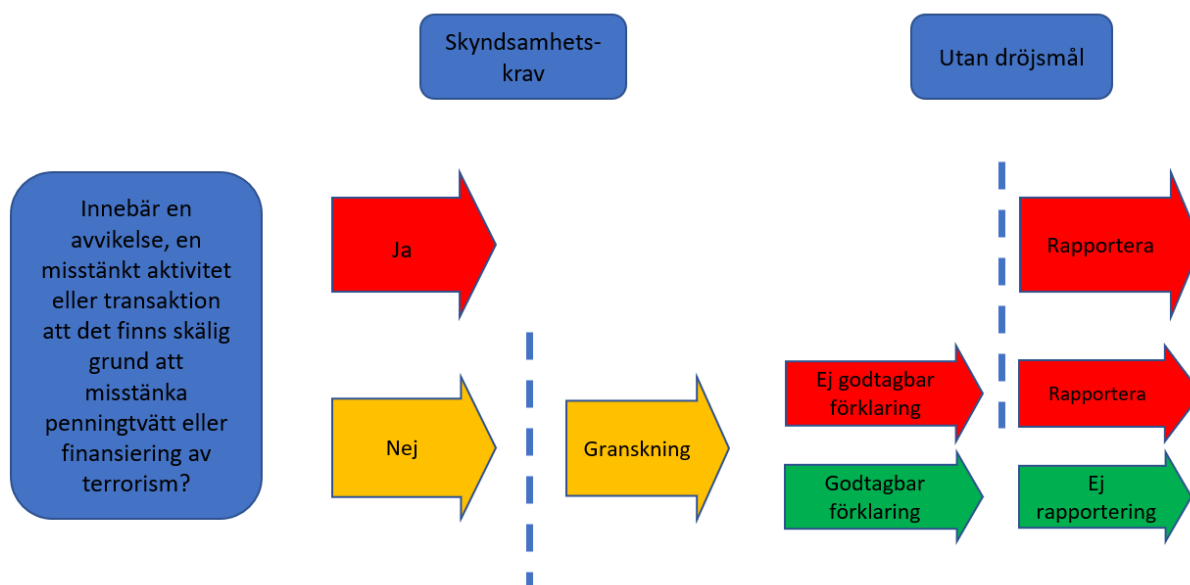 Skyndsamhets-
krav
Utan dröjsmål
Innebär en
avvikelse, en
misstänkt aktivitet
eller transaktion
att det finns skälig
grund att
misstänka
penningtvätt eller
finansiering av
terrorism?
Ja
Rapportera
Nej
Granskning
Ej godtagbar
förklaring
Rapportera
Godtagbar
förklaring
Ej
rapportering